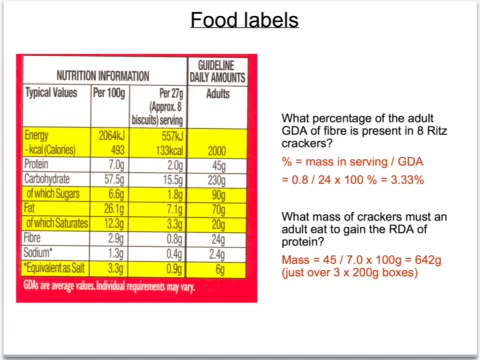 Food labels
NUTRITION INFORMATION
GUIDELINE
DAILY AMOUNTS
Typical Values Per 100g Per 27g
(Approx. 8
biscuits) serving Adults
Energy 2064kJ 557kJ
- kcal (Calories) 493 133kcal 2000
Protein 7.0g 2.0g 45g
Carbohydrate 57.5g 15.5g 230g
of which Sugars 6.6g 1.8g 90g
Fat 26.1g 7.1g 70g
of which Saturates 12.3g 3.3g 20g
Fibre 2.9g 0.8g 24g
Sodium* 1.3g 0.4g 2.4g
*Equivalent as Salt 3.3g 0.9g 6g
GDAs are average values. Individual requirements may vary.
What percentage of the adult
GDA of fibre is present in 8 Ritz
crackers?
% = mass in serving / GDA
= 0.8 / 24 x 100 % = 3.33%
What mass of crackers must an
adult eat to gain the RDA of
protein?
Mass = 45 / 7.0 x 100g = 642g
(just over 3 x 200g boxes)